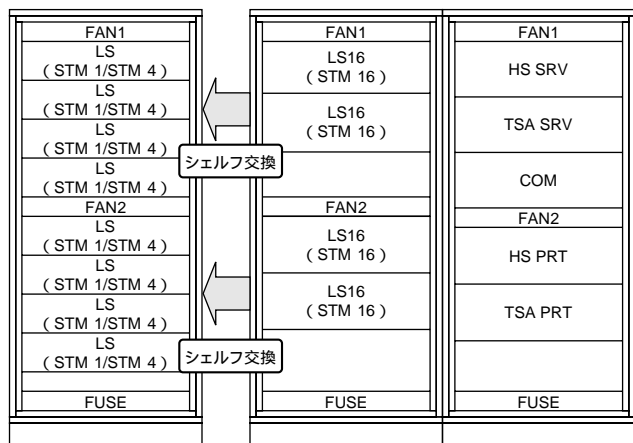 FAN1
LS
( STM 1/STM 4 )
LS
( STM 1/STM 4 )
LS
( STM 1/STM 4 )
LS
( STM 1/STM 4 )
FAN2
LS
( STM 1/STM 4 )
LS
( STM 1/STM 4 )
LS
( STM 1/STM 4 )
LS
( STM 1/STM 4 )
FUSE
シェルフ交換
シェルフ交換
FAN1
LS16
( STM 16 )
LS16
( STM 16 )
FAN2
LS16
( STM 16 )
LS16
( STM 16 )
FUSE
FAN1
HS SRV
TSA SRV
COM
FAN2
HS PRT
TSA PRT
FUSE